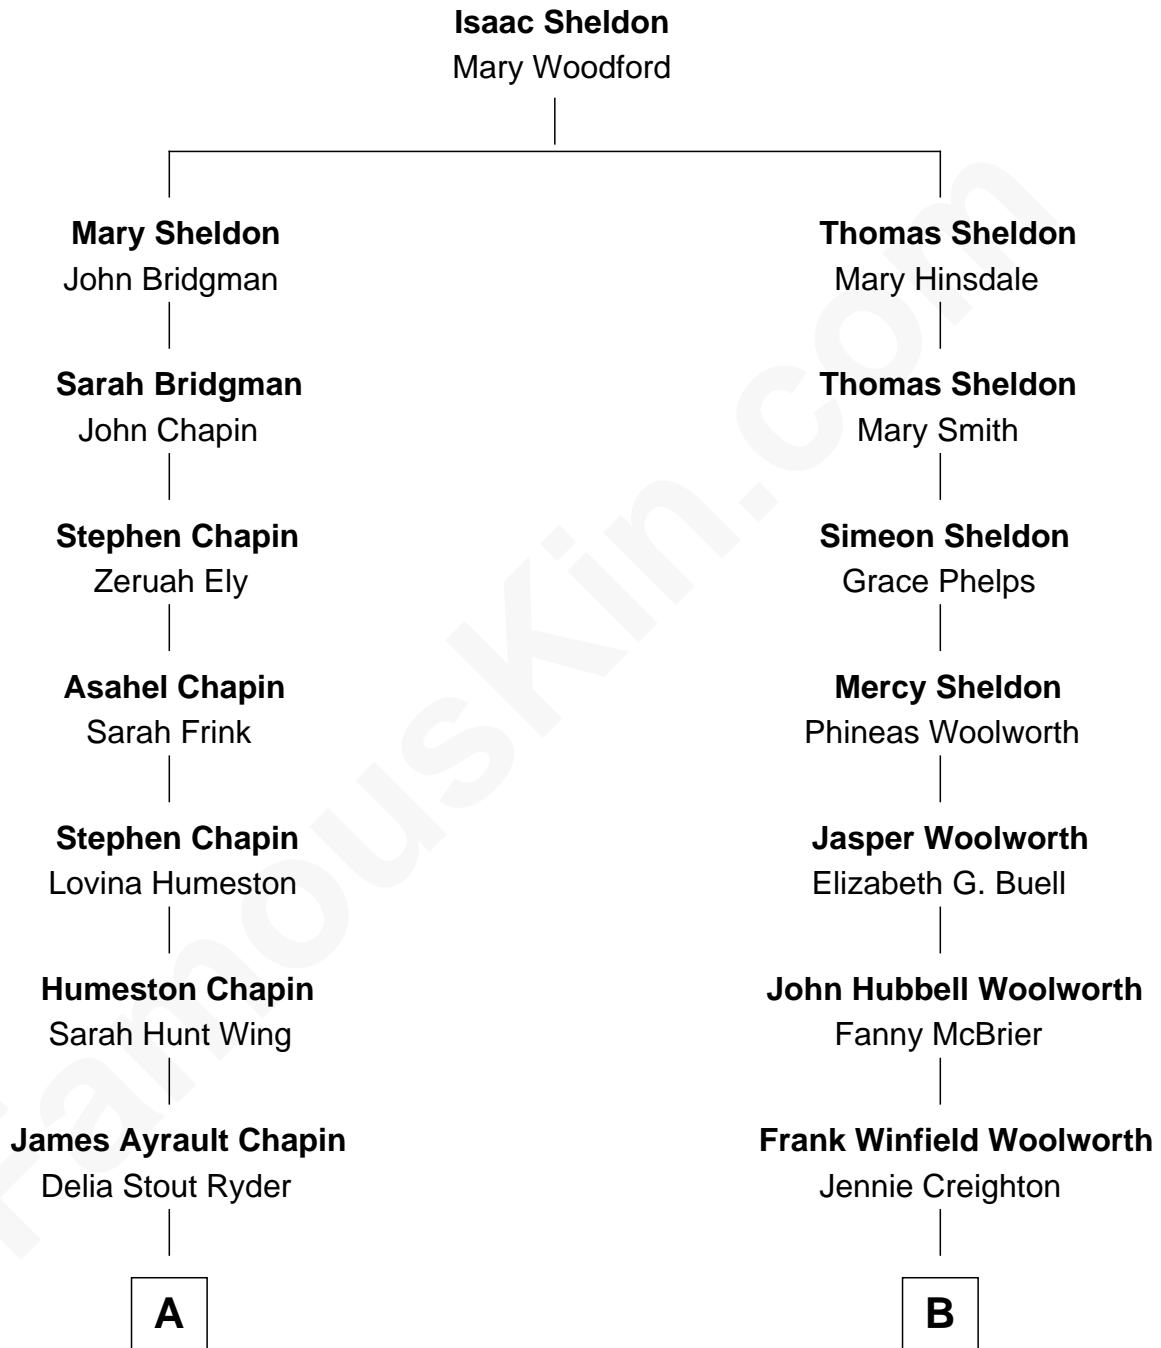 Isaac Sheldon
Mary Woodford
Mary Sheldon
John Bridgman
Thomas Sheldon
Mary Hinsdale
Sarah Bridgman
John Chapin
Thomas Sheldon
Mary Smith
Stephen Chapin
Zeruah Ely
Simeon Sheldon
Grace Phelps
Asahel Chapin
Sarah Frink
Mercy Sheldon
Phineas Woolworth
Stephen Chapin
Lovina Humeston
Jasper Woolworth
Elizabeth G. Buell
Humeston Chapin
Sarah Hunt Wing
John Hubbell Woolworth
Fanny McBrier
James Ayrault Chapin
Delia Stout Ryder
Frank Winfield Woolworth
Jennie Creighton
A
B
FamousKin.com